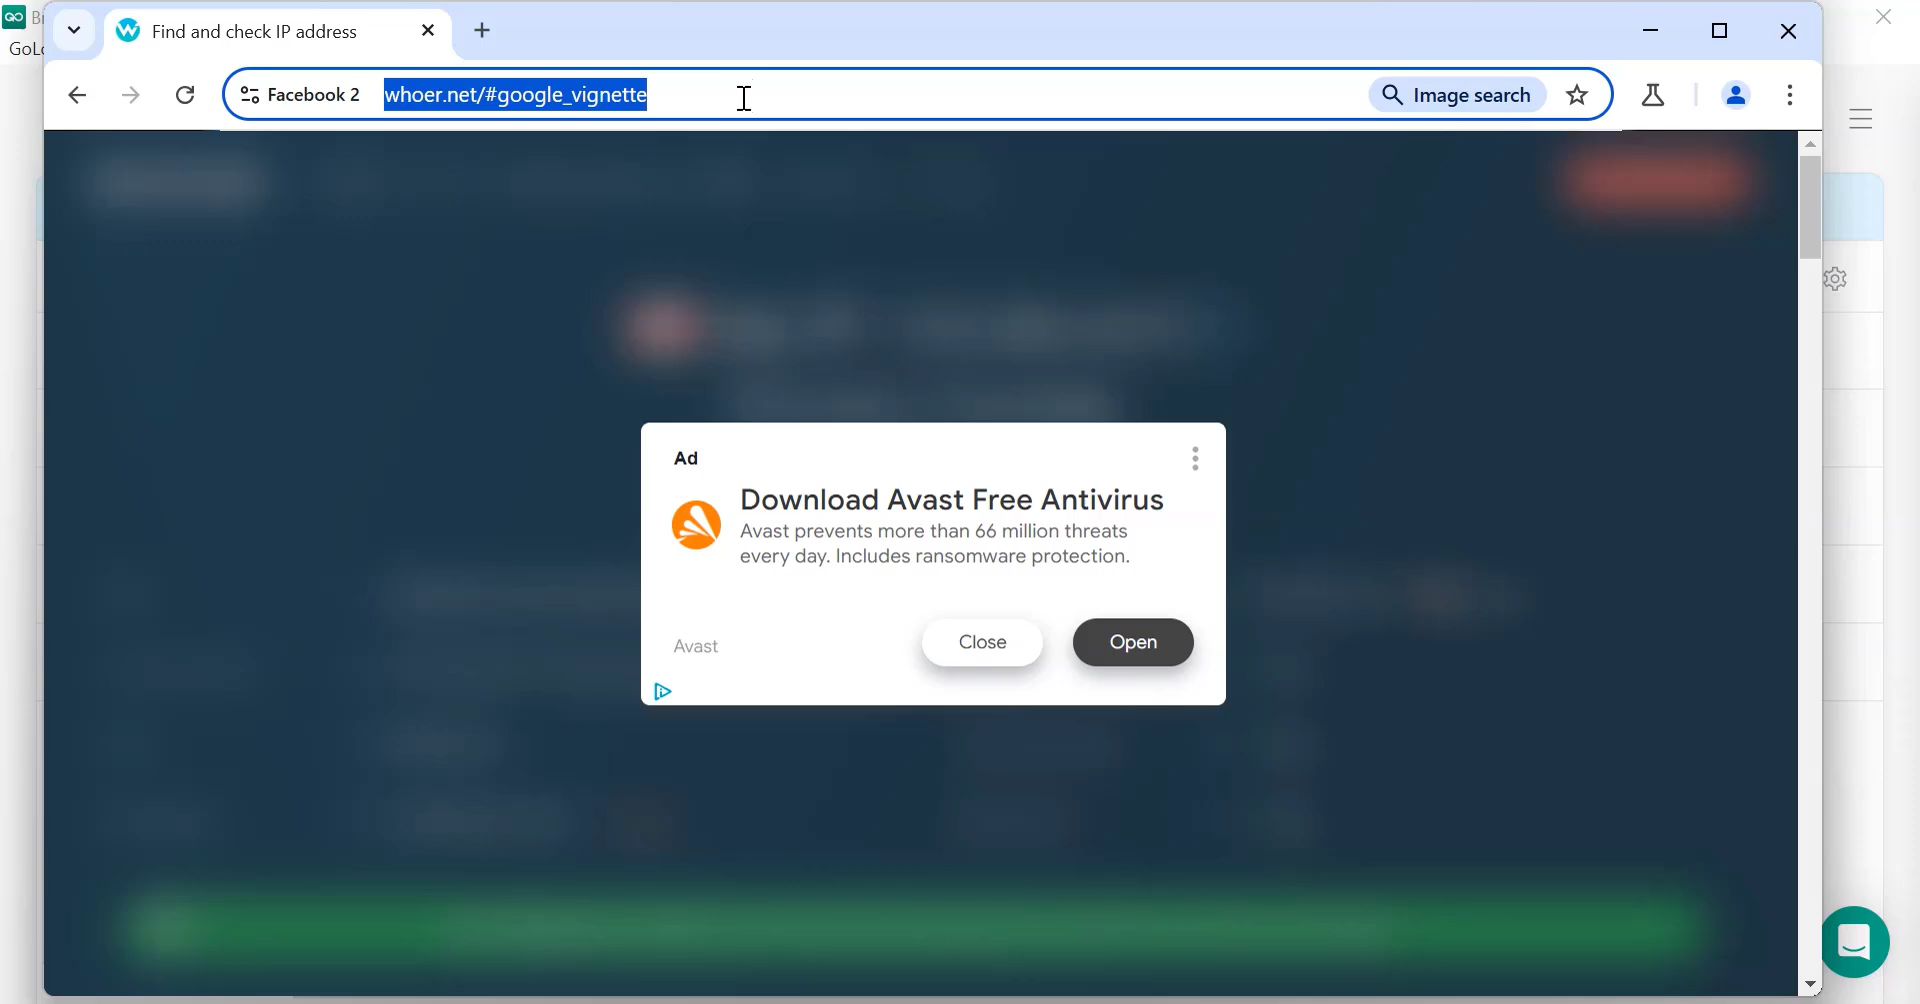 Find and check IP address
GoLo
Facebook 2
whoer.net/#google_vignette
Image search
Ad
Download Avast Free Antivirus
Avast prevents more than 66 million threats
every day. Includes ransomware protection.
Avast
Close
Open